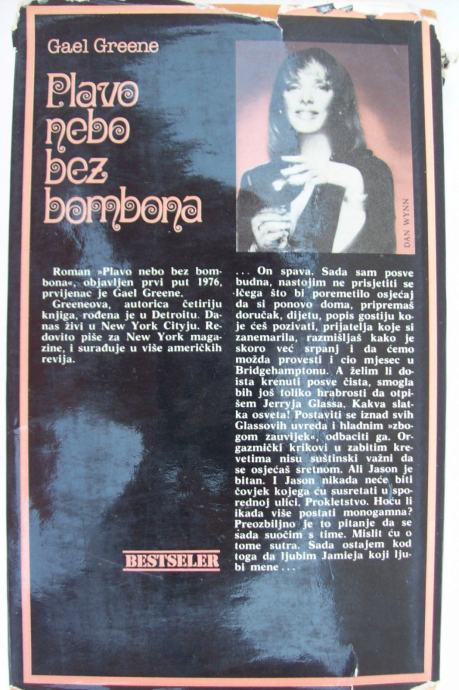 Gael Greene
Plavo
nebo
bez
bombona
DAN WYNN
Roman »Plavo nebo bez bom-
bona«, objavljen prvi put 1976,
prvijenac je Gael Greene.
Greeneova, autorica četiriju
knjiga, rođena je u Detroitu. Da-
nas živi u New York Cityju. Re-
dovito piše za New York maga-
zine, i surađuje u više američkih
revija.
BESTSELER
... On spava. Sada sam posve
budna, nastojim ne prisjetiti se
ičega što bi poremetilo osjećaj
da si ponovo doma, pripremaš
doručak, dijetu, popis gostiju ko-
je ćeš pozivati, prijatelja koje si
zanemarila, razmišljaš kako je
skoro već srpanj i da ćemo
možda provesti i cio mjesec u
Bridgehamptonu. A želim li do-
ista krenuti posve čista, smogla
bih još toliko hrabrosti da otpi-
šem Jerryja Glassa. Kakva slat-
ka osveta! Postaviti se iznad svih
Glassovih uvreda i hladnim »zbo-
gom zauvijek«, odbaciti ga. Or-
gazmički krikovi u zabitim kre-
vetima nisu suštinski važni da
se osjećaš sretnom. Ali Jason je
bitan. I Jason nikada neće biti
čovjek kojega ću susretati u spo-
rednoj ulici. Prokletstvo. Hoću li
ikada više postati monogamna?
Preozbiljno je to pitanje da se
sada suočim s time. Mislit ću o
tome sutra. Sada ostajem kod
toga da ljubim Jamieja koji lju-
bi mene ...